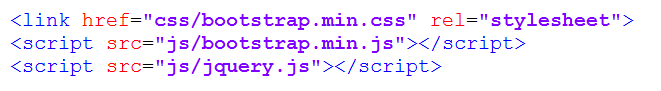 <link href="css/bootstrap.min.css" rel="stylesheet">
<script src="js/bootstrap.min.js"></script>
<script src="js/jquery.js"></script>